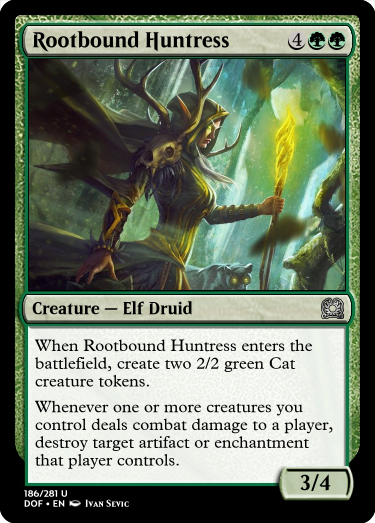 Rootbound Huntress 4
Creature — Elf Druid
When Rootbound Huntress enters the
battlefield, create two 2/2 green Cat
creature tokens.
Whenever one or more creatures you
control deals combat damage to a player,
destroy target artifact or enchantment
that player controls.
3/4
186/281 U
DOF • EN Ivan Sevic